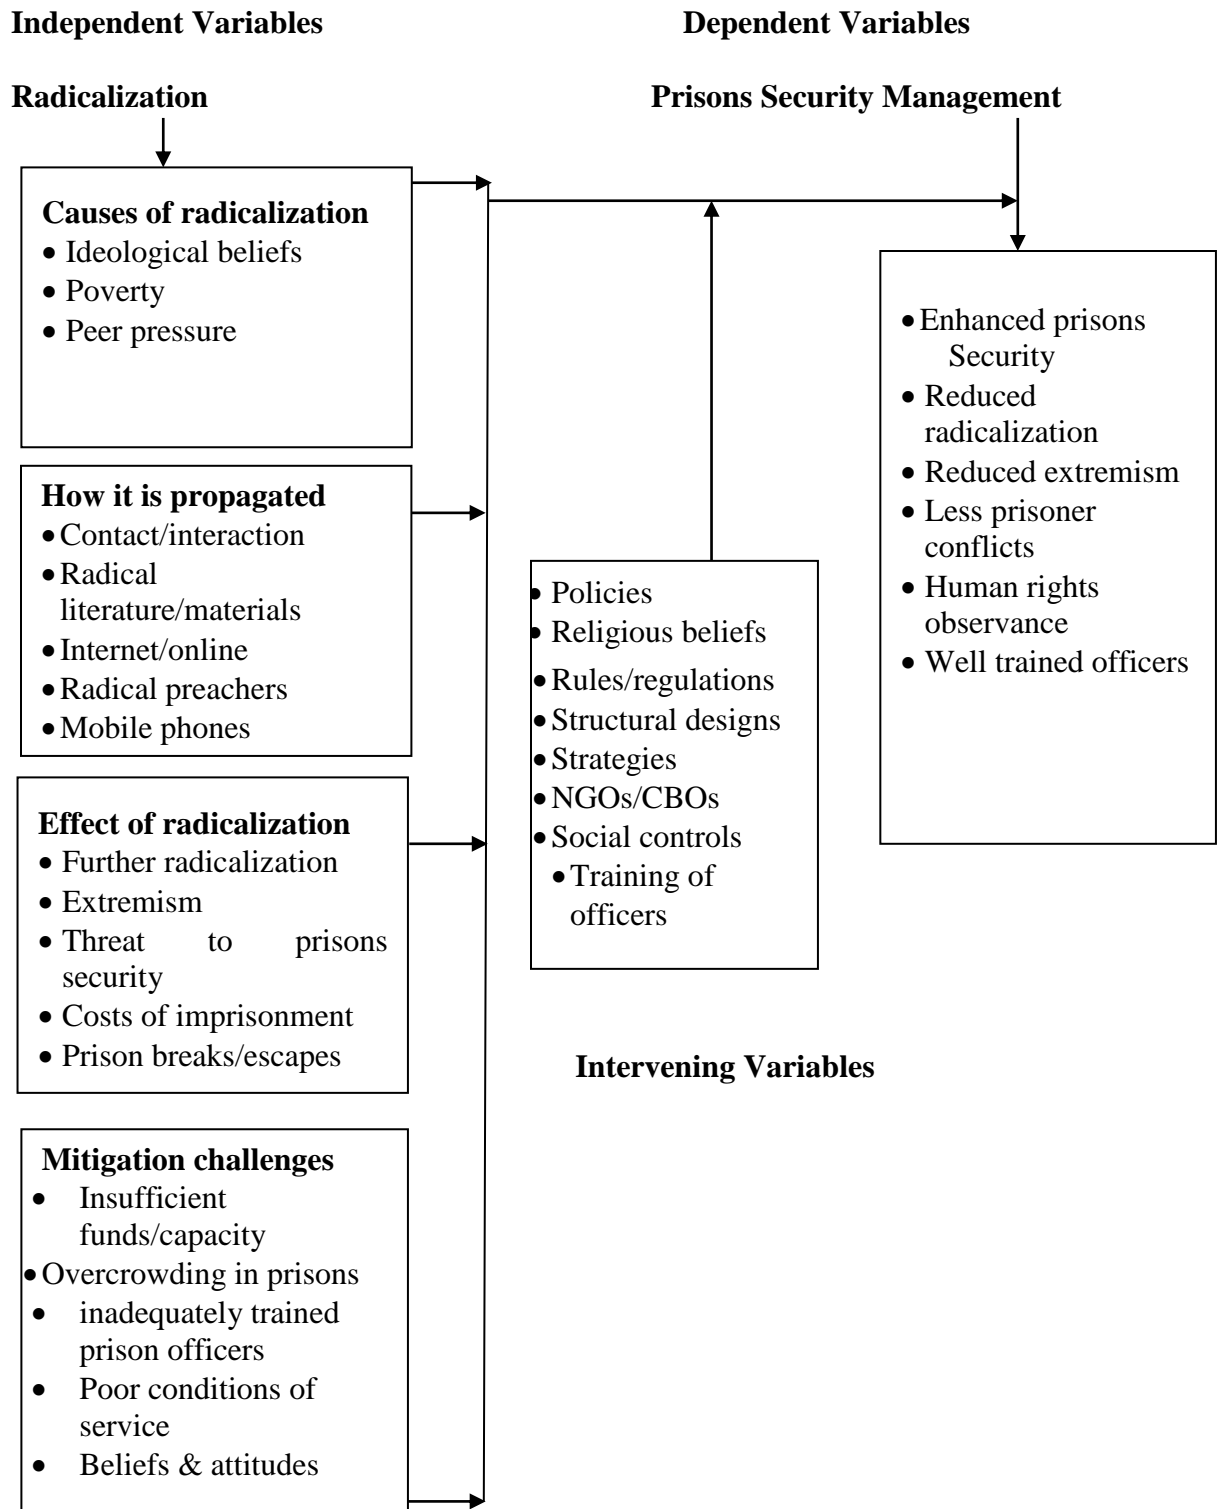 Independent Variables
Dependent Variables
Radicalization
Prisons Security Management
Causes of radicalization
• Ideological beliefs
• Poverty
• Peer pressure
How it is propagated
• Contact/interaction
• Radical
literature/materials
• Internet/online
• Radical preachers
• Mobile phones
Effect of radicalization
• Further radicalization
• Extremism
• Threat to prisons
security
• Costs of imprisonment
• Prison breaks/escapes
Mitigation challenges
• Insufficient
funds/capacity
• Overcrowding in prisons
• inadequately trained
prison officers
• Poor conditions of
service
• Beliefs & attitudes
• Policies
• Religious beliefs
• Rules/regulations
• Structural designs
• Strategies
• NGOs/CBOs
• Social controls
• Training of
officers
Intervening Variables
• Enhanced prisons
Security
• Reduced
radicalization
• Reduced extremism
• Less prisoner
conflicts
• Human rights
observance
• Well trained officers